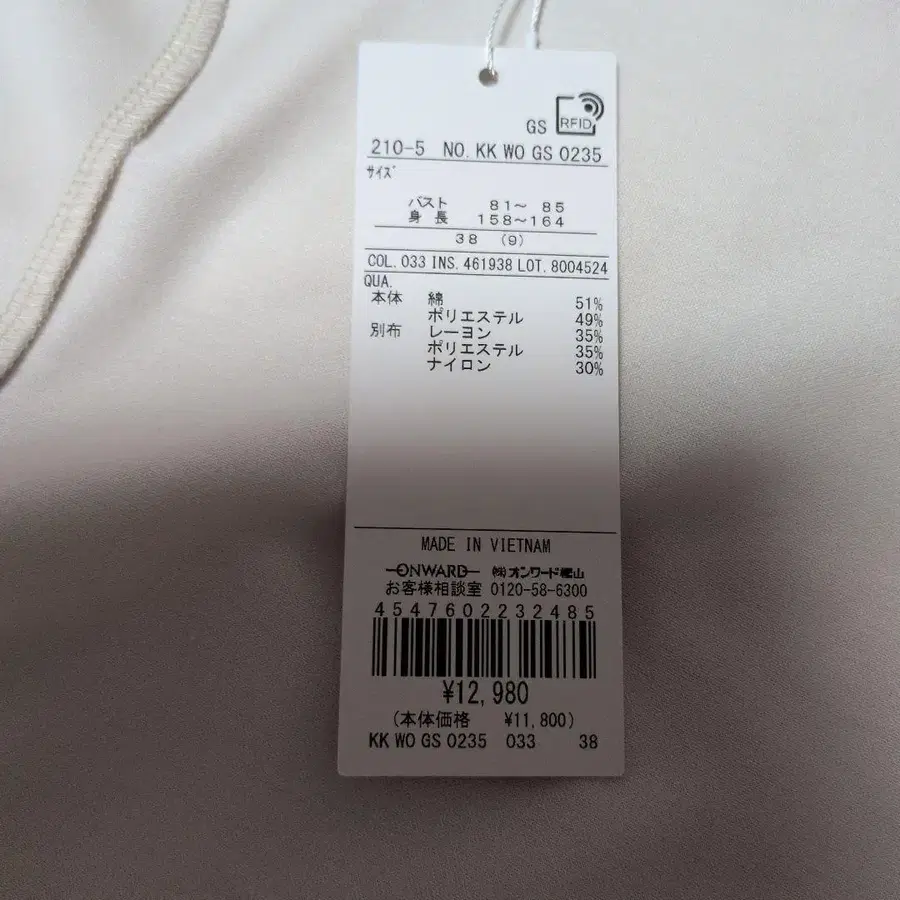 GS RFID
210-5 NO. KK WO GS 0235
サイズ
バスト 81～ 85
身長 158～164
38 (9)
COL. 033 INS. 461938 LOT. 8004524
QUA.
本体 綿 51%
ポリエステル 49%
別布 レーヨン 35%
ポリエステル 35%
ナイロン 30%
MADE IN VIETNAM
ONWARD ㈱オンワード樫山
お客様相談室 0120-58-6300
4547602232485
¥12,980
(本体価格 ¥11,800)
KK WO GS 0235 033 38